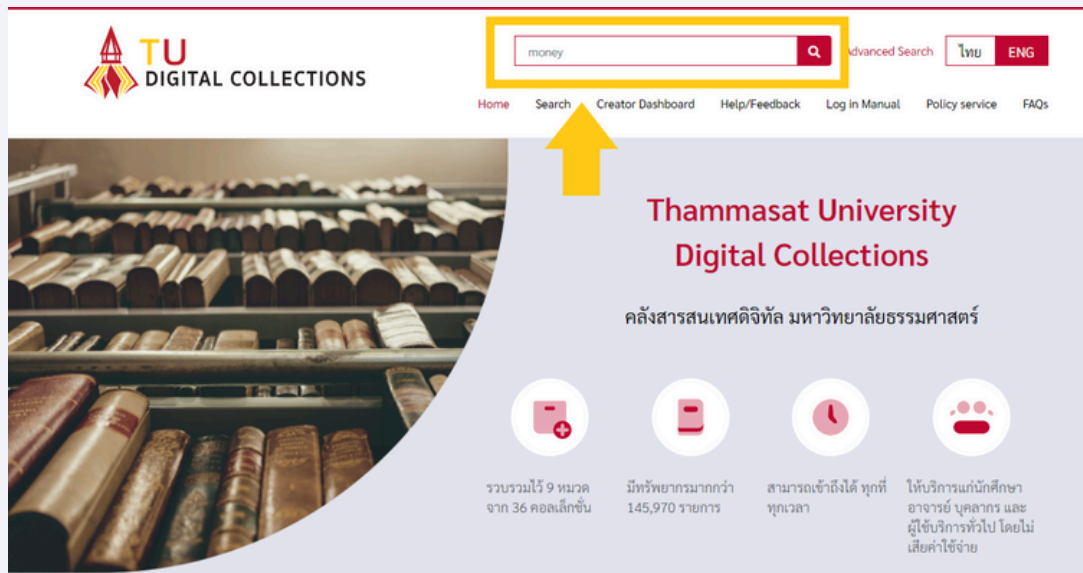 TU
DIGITAL COLLECTIONS
money
Advanced Search
ไทย
ENG
Home
Search
Creator Dashboard
Help/Feedback
Log in Manual
Policy service
FAQs
Thammasat University
Digital Collections
คลังสารสนเทศดิจิทัล มหาวิทยาลัยธรรมศาสตร์
รวบรวมไว้ 9 หมวด
จาก 36 คอลเล็กชั่น
มีทรัพยากรมากกว่า
145,970 รายการ
สามารถเข้าถึงได้ ทุกที่
ทุกเวลา
ให้บริการแก่นักศึกษา
อาจารย์ บุคลากร และ
ผู้ใช้บริการทั่วไป โดยไม่
เสียค่าใช้จ่าย